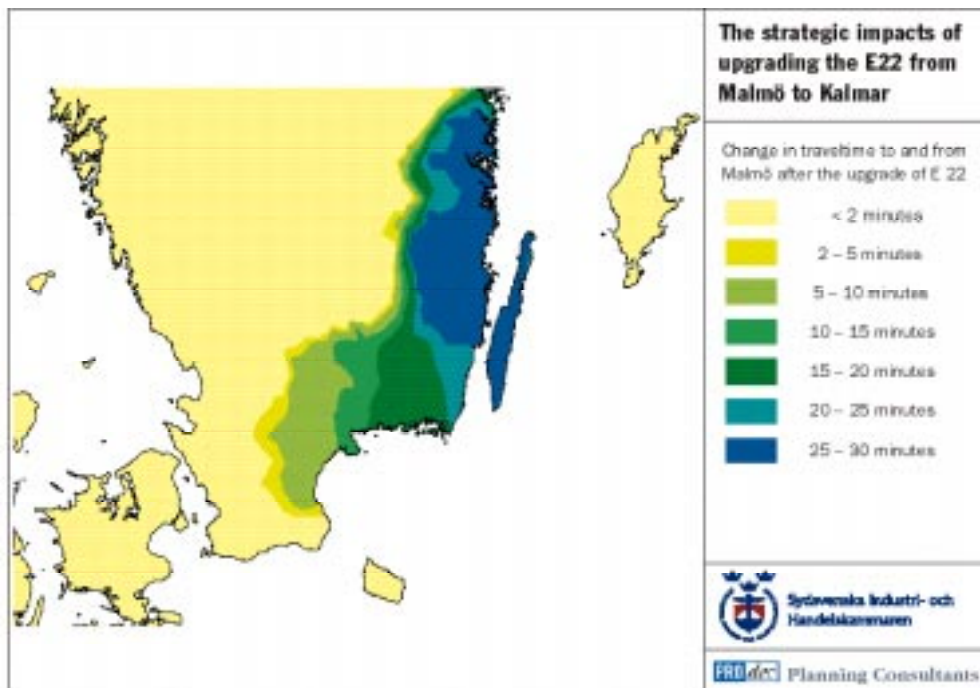 The strategic impacts of
upgrading the E22 from
Malmö to Kalmar
Change in traveltime to and from
Malmö after the upgrade of E 22
< 2 minutes
2 – 5 minutes
5 – 10 minutes
10 – 15 minutes
15 – 20 minutes
20 – 25 minutes
25 – 30 minutes
Sydsvenska Industri- och
Handelskammaren
PROdec Planning Consultants